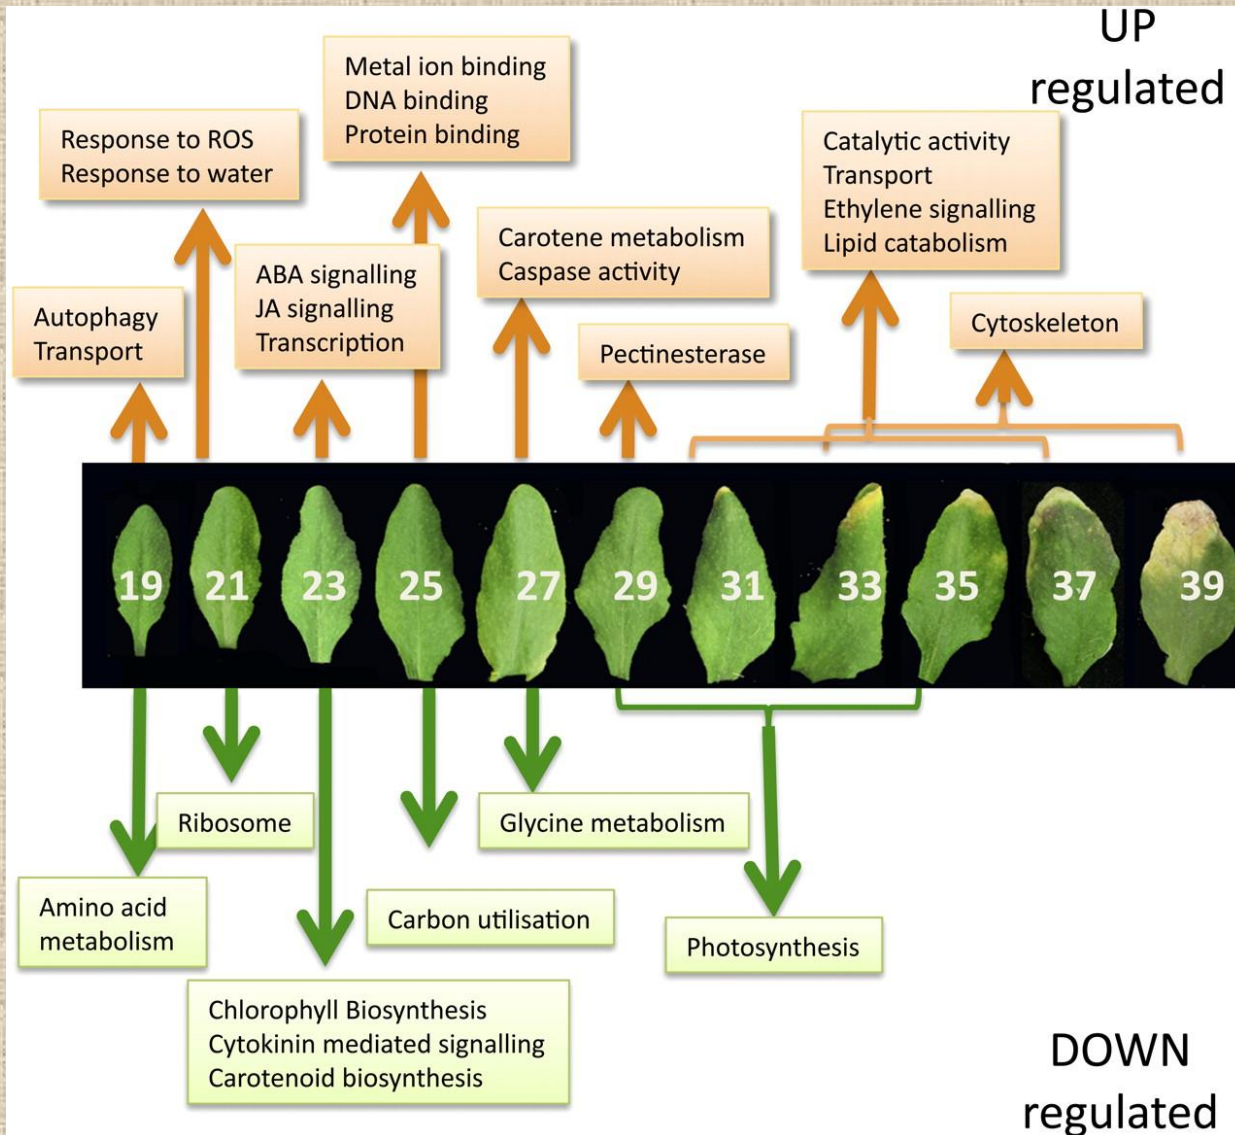 UP
regulated
Metal ion binding
DNA binding
Protein binding
Response to ROS
Response to water
Catalytic activity
Transport
Ethylene signalling
Lipid catabolism
Carotene metabolism
Caspase activity
ABA signalling
JA signalling
Transcription
Autophagy
Transport
Cytoskeleton
Pectinesterase
19 21 23 25 27 29 31 33 35 37 39
Ribosome
Glycine metabolism
Amino acid
metabolism
Carbon utilisation
Photosynthesis
Chlorophyll Biosynthesis
Cytokinin mediated signalling
Carotenoid biosynthesis
DOWN
regulated